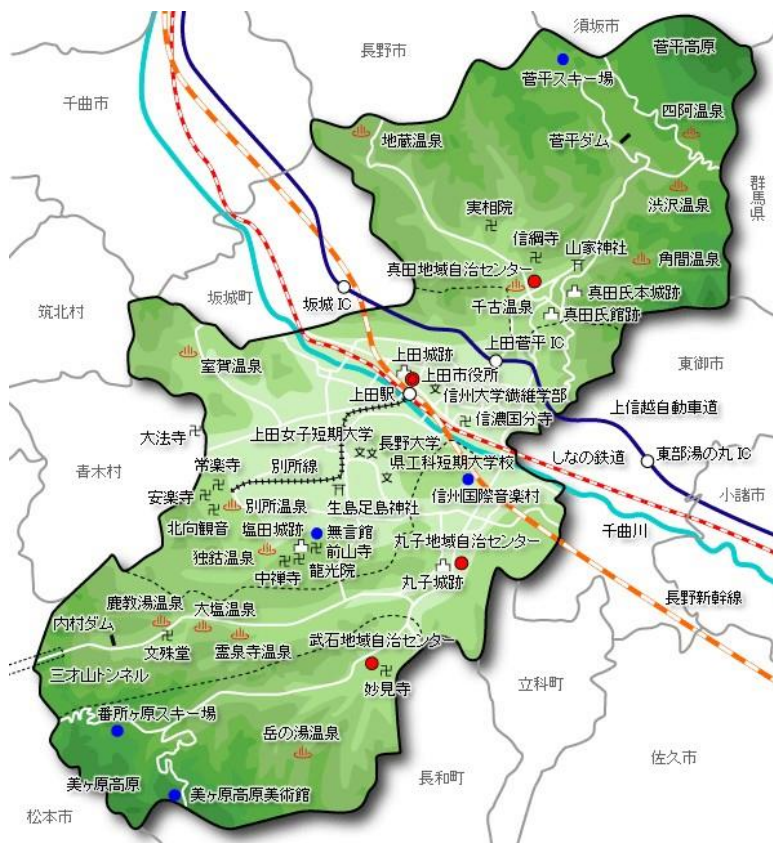 須坂市
長野市
菅平高原
菅平スキー場
千曲市
四阿温泉
地蔵温泉
菅平ダム
群馬県
渋沢温泉
実相院
信綱寺
山家神社
角間温泉
真田地域自治センター
坂城町
坂城 IC
千古温泉
真田氏本城跡
真田氏館跡
筑北村
上田菅平 IC
室賀温泉
上田城跡
上田市役所
東御市
上田駅
信州大学繊維学部
上信越自動車道
信濃国分寺
大法寺
上田女子短期大学
長野大学
しなの鉄道
東部湯の丸 IC
青木村
常楽寺
別所線
県工科短期大学校
安楽寺
信州国際音楽村
小諸市
北向観音
別所温泉
生島足島神社
塩田城跡
無言館
千曲川
独鈷温泉
前山寺
丸子地域自治センター
中禅寺
龍光院
丸子城跡
長野新幹線
鹿教湯温泉
大塩温泉
内村ダム
文殊堂
霊泉寺温泉
武石地域自治センター
三才山トンネル
妙見寺
立科町
番所ヶ原スキー場
岳の湯温泉
佐久市
美ヶ原高原
長和町
美ヶ原高原美術館
松本市